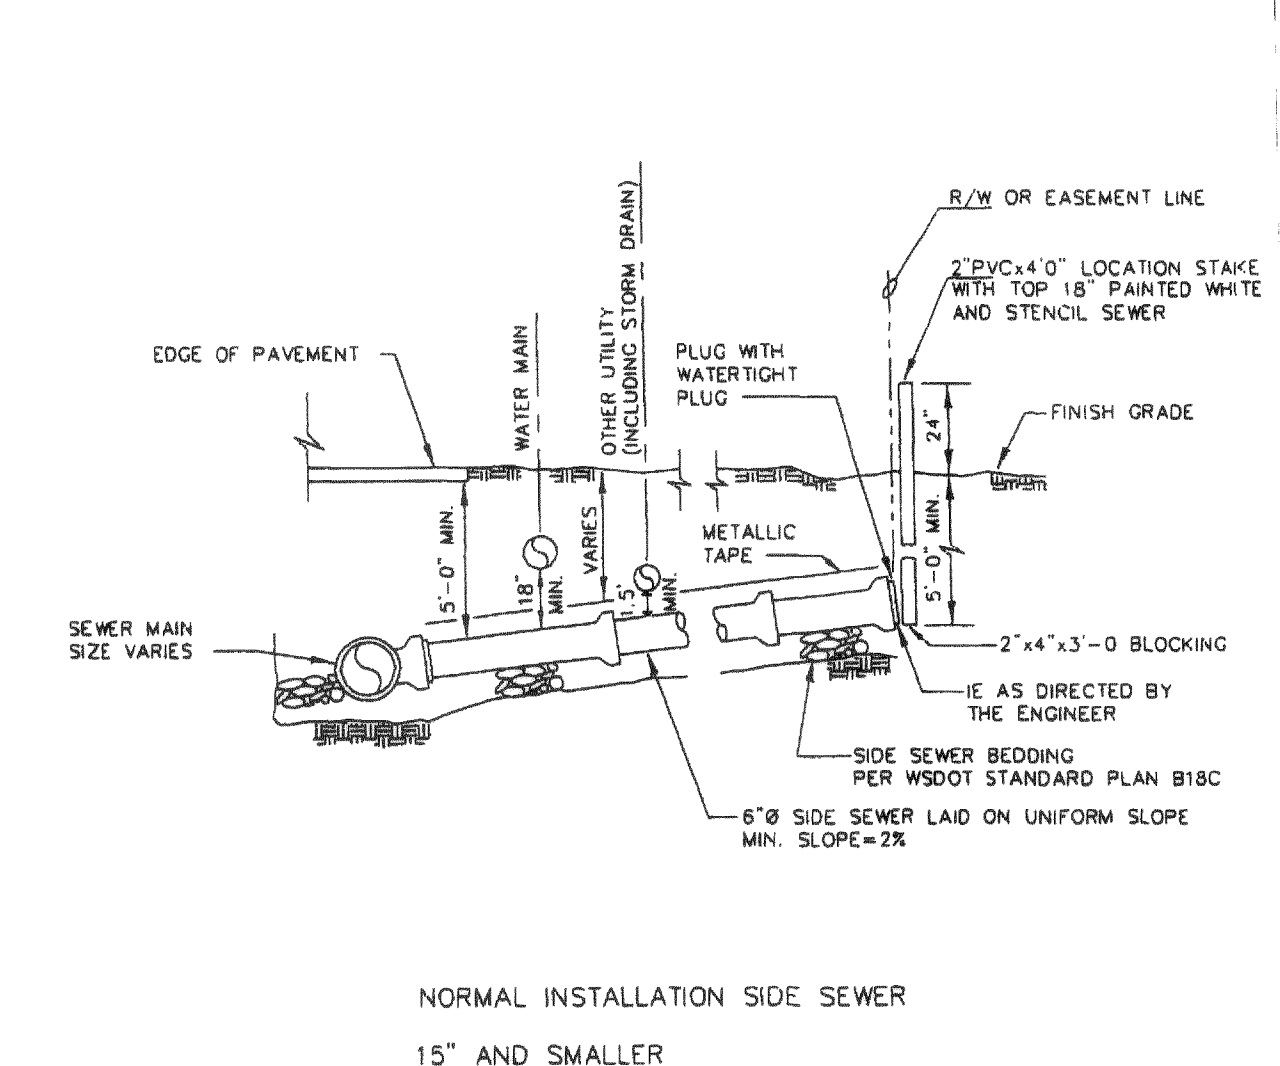 R/W OR EASEMENT LINE
2"PVCx4'0" LOCATION STAKE
WITH TOP 18" PAINTED WHITE
AND STENCIL SEWER
EDGE OF PAVEMENT
WATER MAIN
OTHER UTILITY
(INCLUDING STORM DRAIN)
PLUG WITH
WATERTIGHT
PLUG
24"
FINISH GRADE
5'-0" MIN.
18"
MIN.
VARIES
1.5'
MIN.
METALLIC
TAPE
5'-0" MIN.
SEWER MAIN
SIZE VARIES
2"x4"x3'-0 BLOCKING
IE AS DIRECTED BY
THE ENGINEER
SIDE SEWER BEDDING
PER WSDOT STANDARD PLAN B18C
6"Ø SIDE SEWER LAID ON UNIFORM SLOPE
MIN. SLOPE=2%
NORMAL INSTALLATION SIDE SEWER
15" AND SMALLER